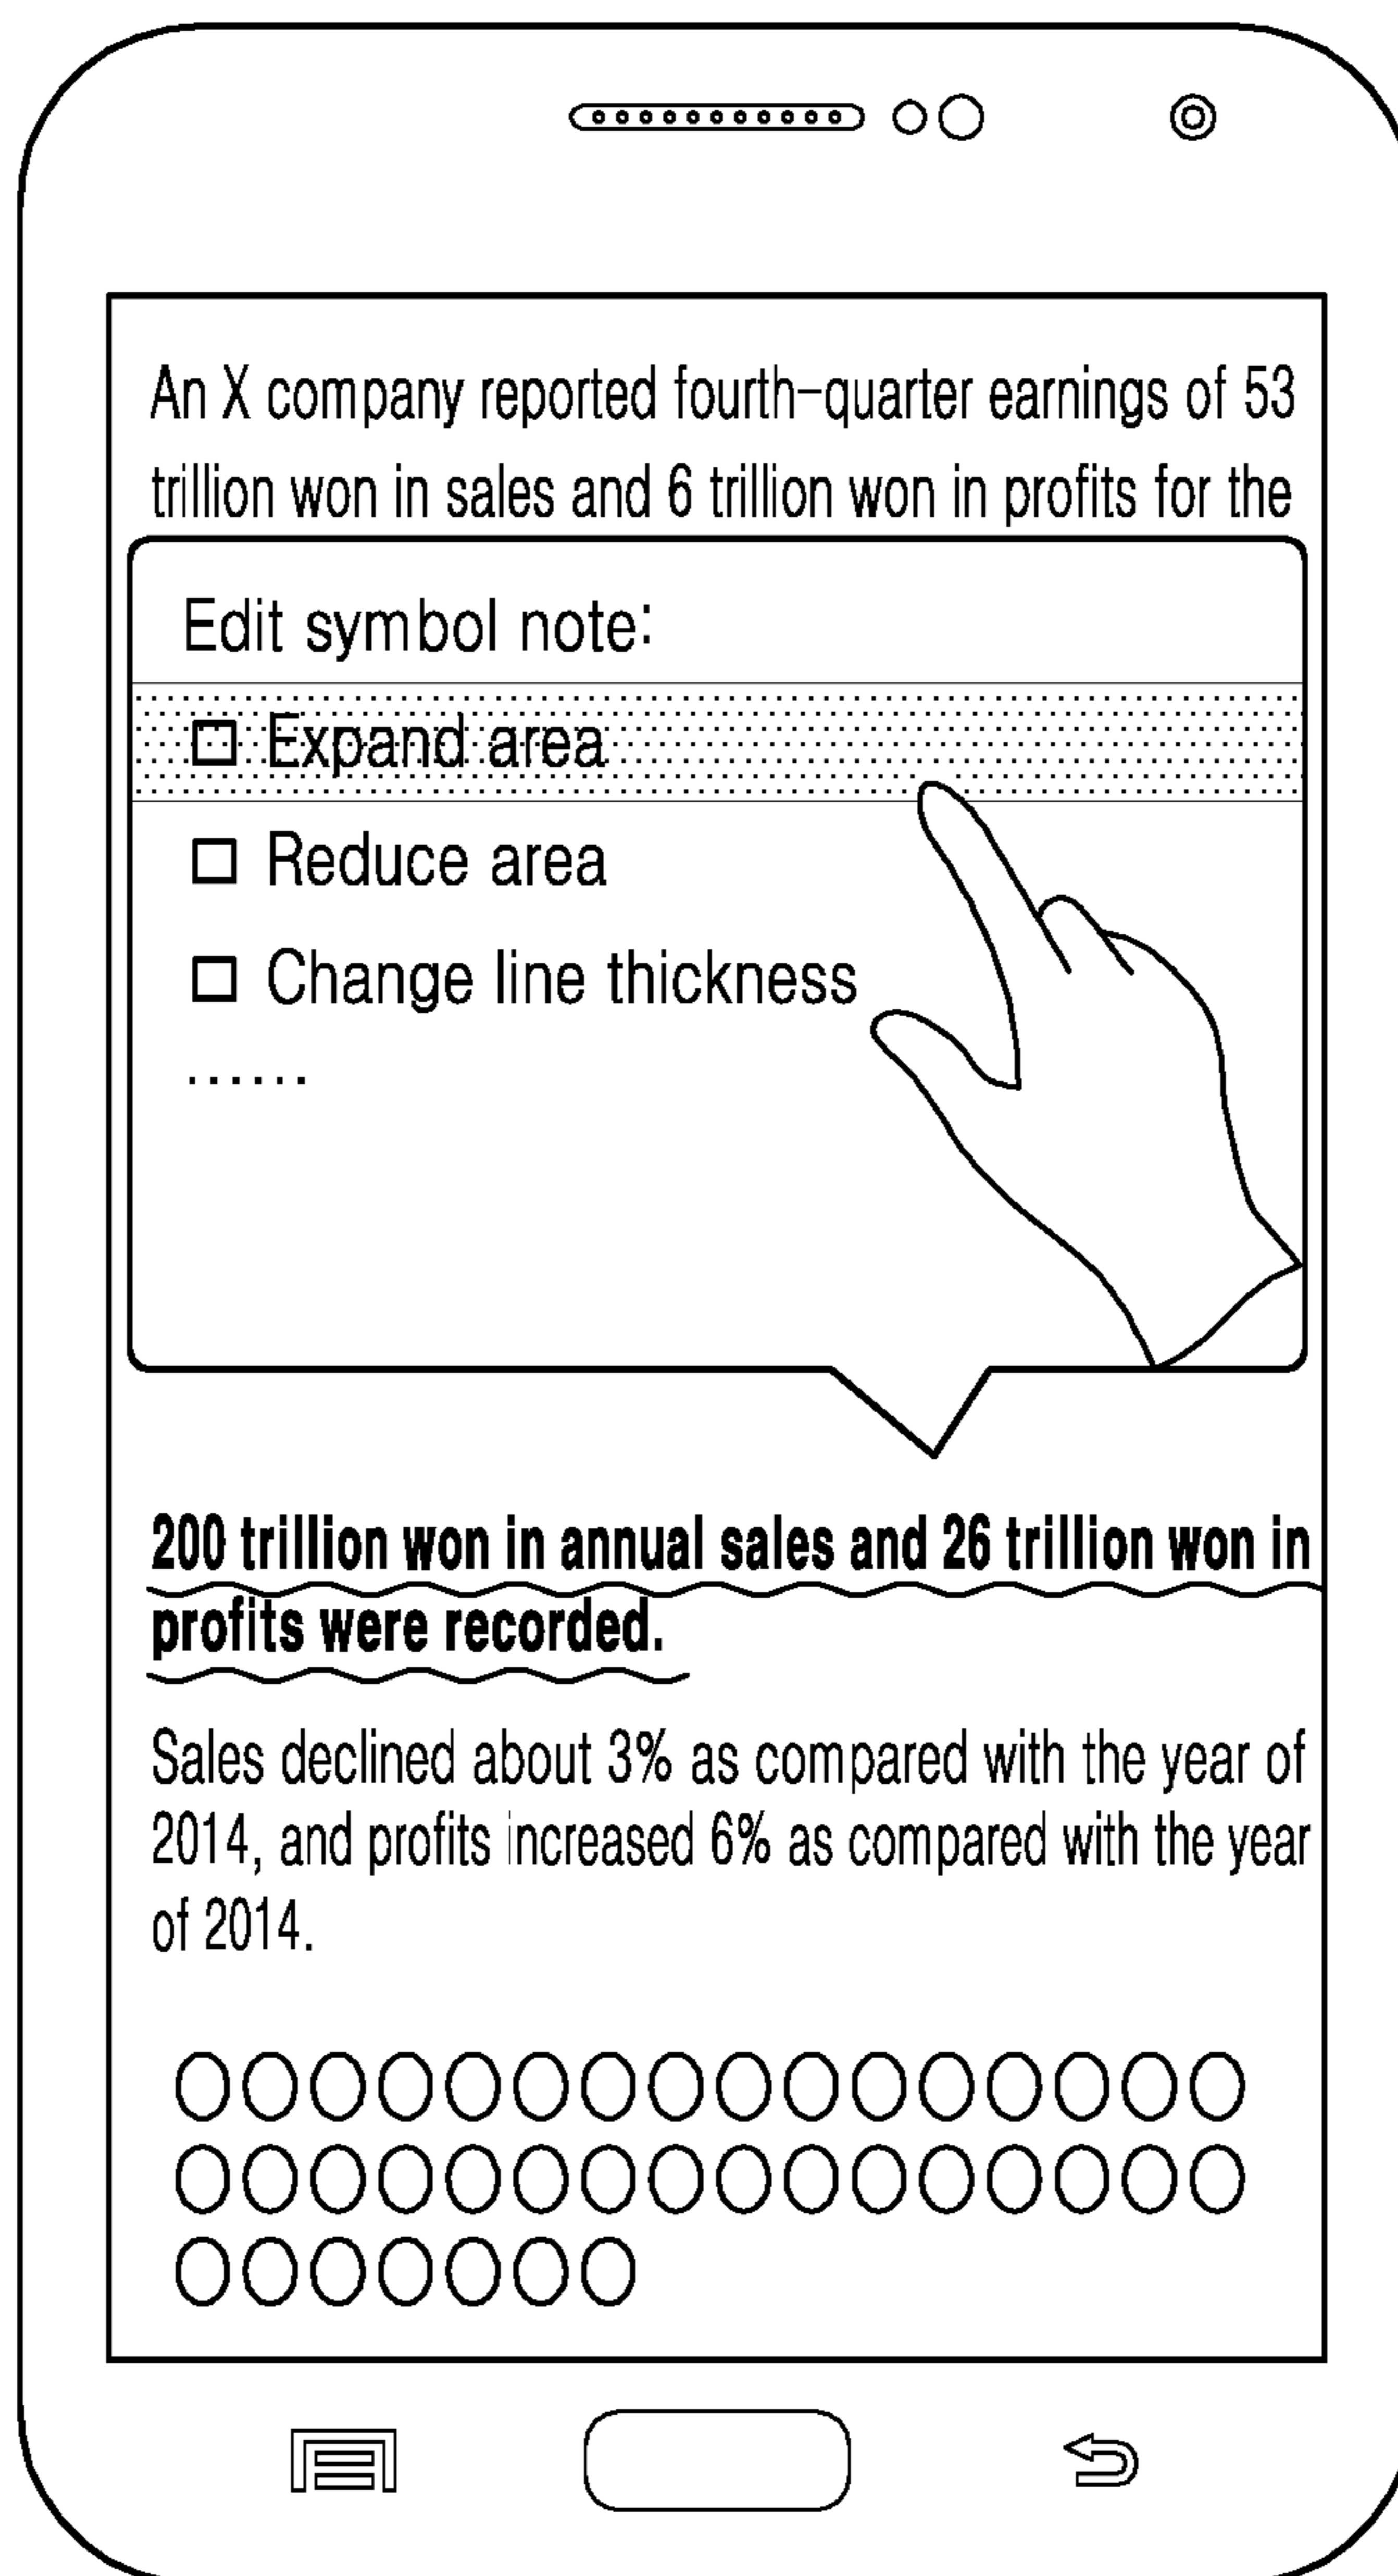 An X company reported fourth-quarter earnings of 53
trillion won in sales and 6 trillion won in profits for the
Edit symbol note:
□ Expand area
□ Reduce area
□ Change line thickness
......
200 trillion won in annual sales and 26 trillion won in
profits were recorded.
Sales declined about 3% as compared with the year of
2014, and profits increased 6% as compared with the year
of 2014.
○○○○○○○○○○○○○○○○
○○○○○○○○○○○○○○○○
○○○○○○○